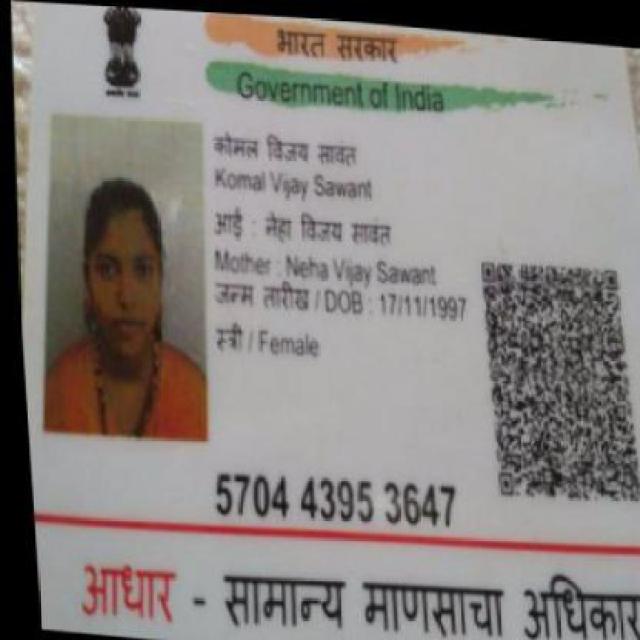 भारत सरकार
Government of India
कोमल विजय सावंत
Komal Vijay Sawant
आई : नेहा विजय सावंत
Mother : Neha Vijay Sawant
जन्म तारीख / DOB : 17/11/1997
स्त्री / Female
5704 4395 3647
आधार - सामान्य माणसाचा अधिकार